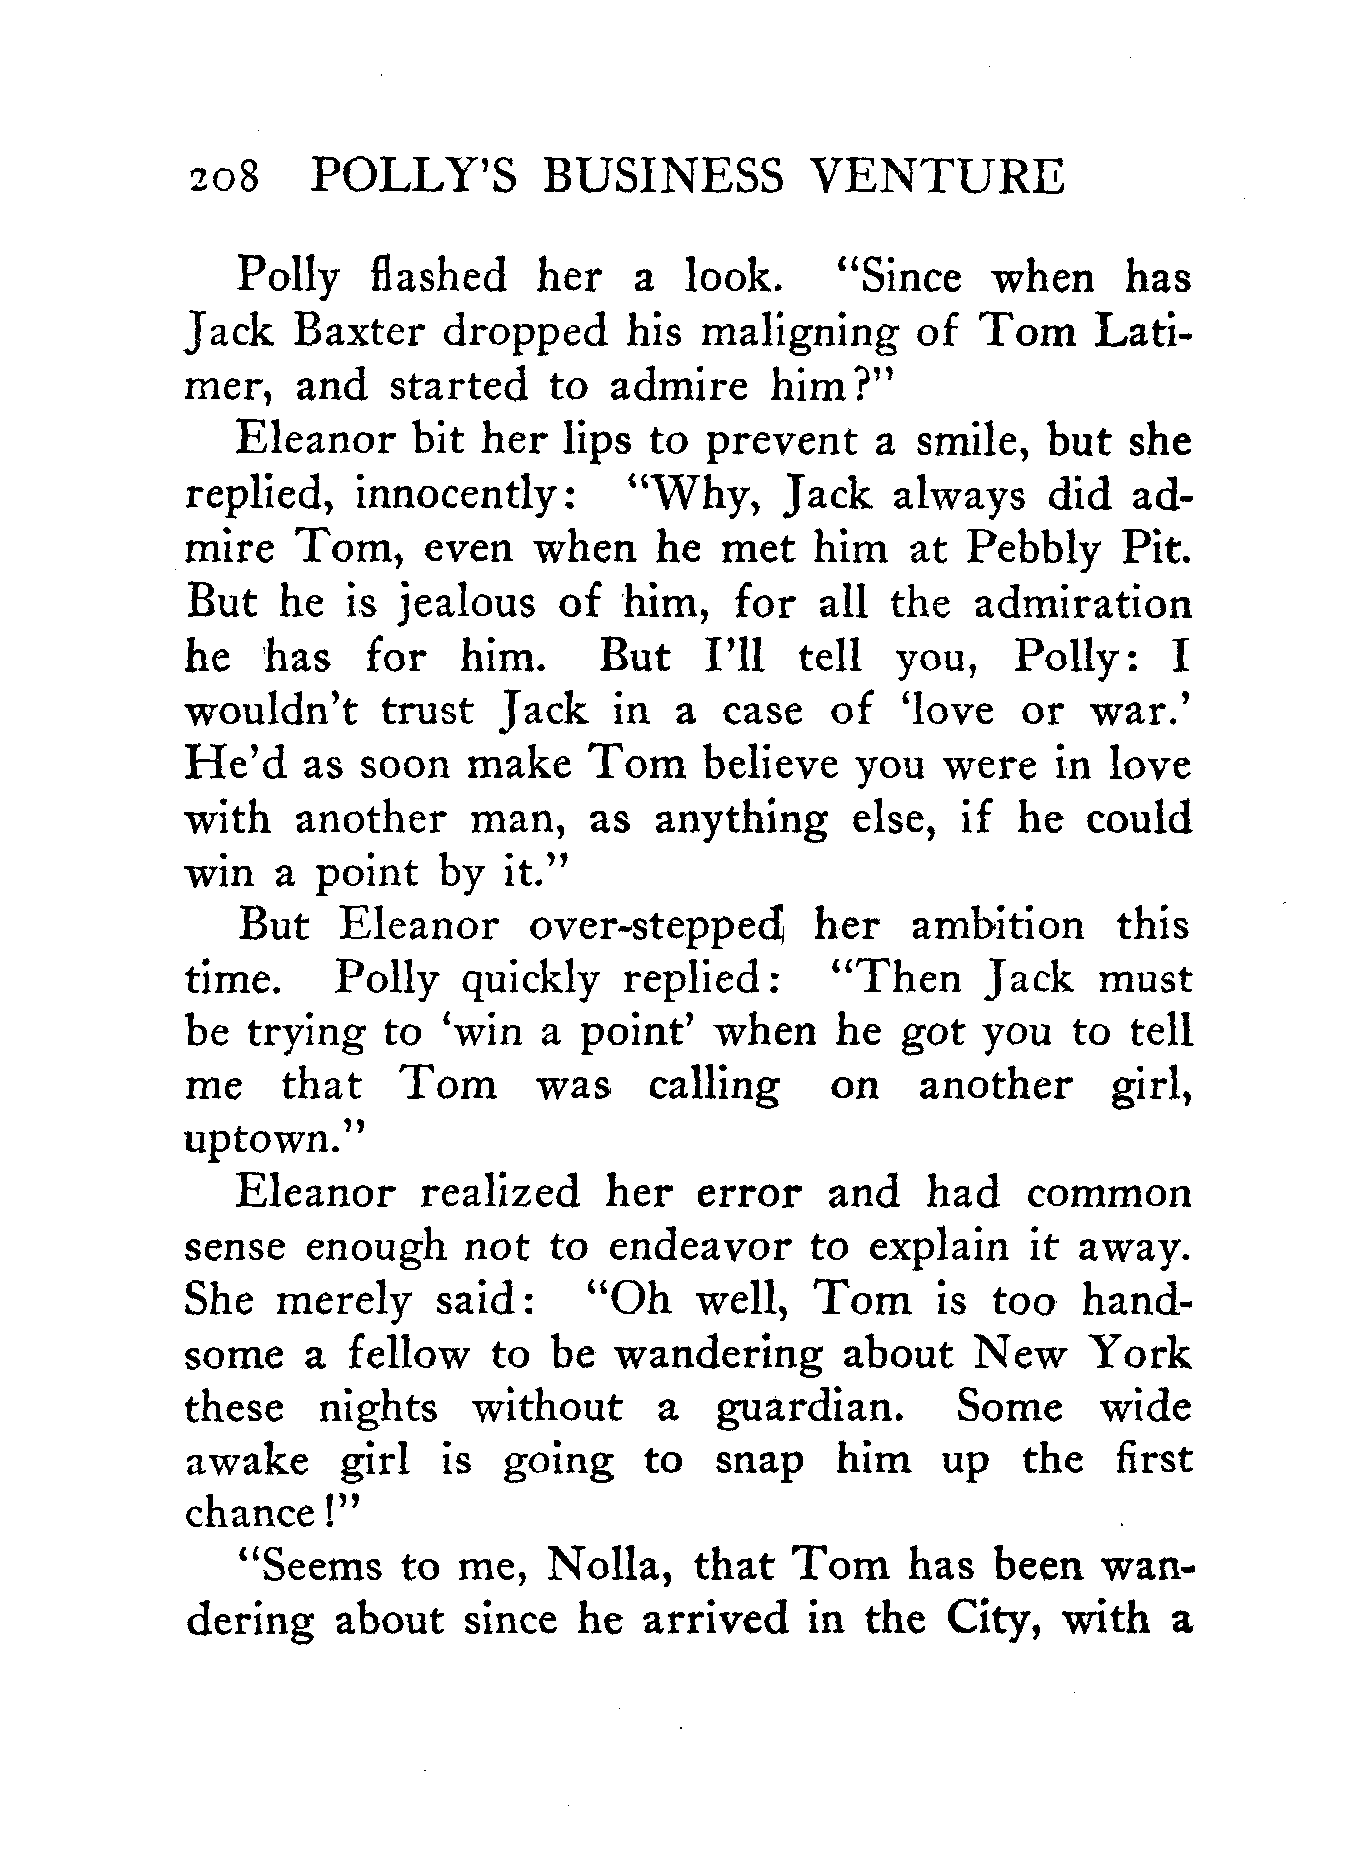 208 POLLY'S BUSINESS VENTURE
Polly flashed her a look. “Since when has
Jack Baxter dropped his maligning of Tom Lati-
mer, and started to admire him?”
Eleanor bit her lips to prevent a smile, but she
replied, innocently: “Why, Jack always did ad-
mire Tom, even when he met him at Pebbly Pit.
But he is jealous of him, for all the admiration
he has for him. But I'll tell you, Polly: I
wouldn't trust Jack in a case of ‘love or war.’
He'd as soon make Tom believe you were in love
with another man, as anything else, if he could
win a point by it.”
But Eleanor over-stepped her ambition this
time. Polly quickly replied: “Then Jack must
be trying to ‘win a point’ when he got you to tell
me that Tom was calling on another girl,
uptown.”
Eleanor realized her error and had common
sense enough not to endeavor to explain it away.
She merely said: “Oh well, Tom is too hand-
some a fellow to be wandering about New York
these nights without a guardian. Some wide
awake girl is going to snap him up the first
chance!”
“Seems to me, Nolla, that Tom has been wan-
dering about since he arrived in the City, with a